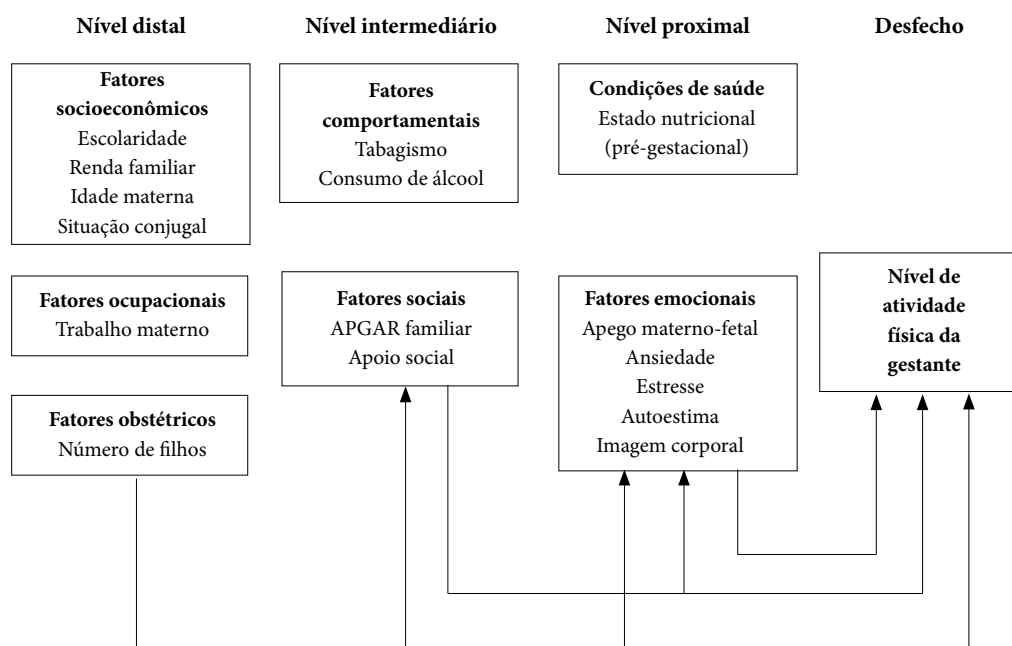 Nível distal
Nível intermediário
Nível proximal
Desfecho
Fatores
socioeconômicos
Escolaridade
Renda familiar
Idade materna
Situação conjugal
Fatores ocupacionais
Trabalho materno
Fatores obstétricos
Número de filhos
Fatores
comportamentais
Tabagismo
Consumo de álcool
Fatores sociais
APGAR familiar
Apoio social
Condições de saúde
Estado nutricional
(pré-gestacional)
Fatores emocionais
Apego materno-fetal
Ansiedade
Estresse
Autoestima
Imagem corporal
Nível de
atividade
física da
gestante